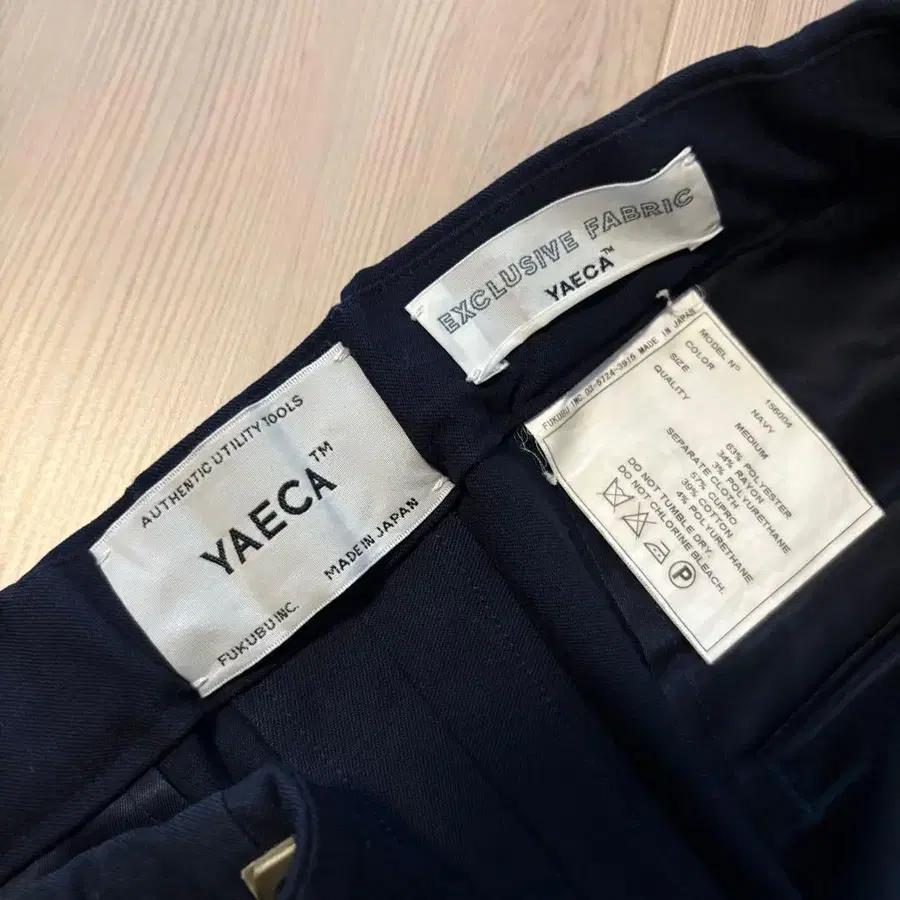 AUTHENTIC UTILITY TOOLS
YAECA™
FUKUBU INC. MADE IN JAPAN
EXCLUSIVE FABRIC
YAECA™
FUKUBU INC. 03-5724-3915 MADE IN JAPAN
MODEL Nº 156004
COLOR NAVY
SIZE MEDIUM
QUALITY 63% POLYESTER
34% RAYON
3% POLYURETHANE
SEPARATE CLOTH
57% CUPRO
39% COTTON
4% POLYURETHANE
DO NOT TUMBLE DRY.
DO NOT CHLORINE BLEACH.
P